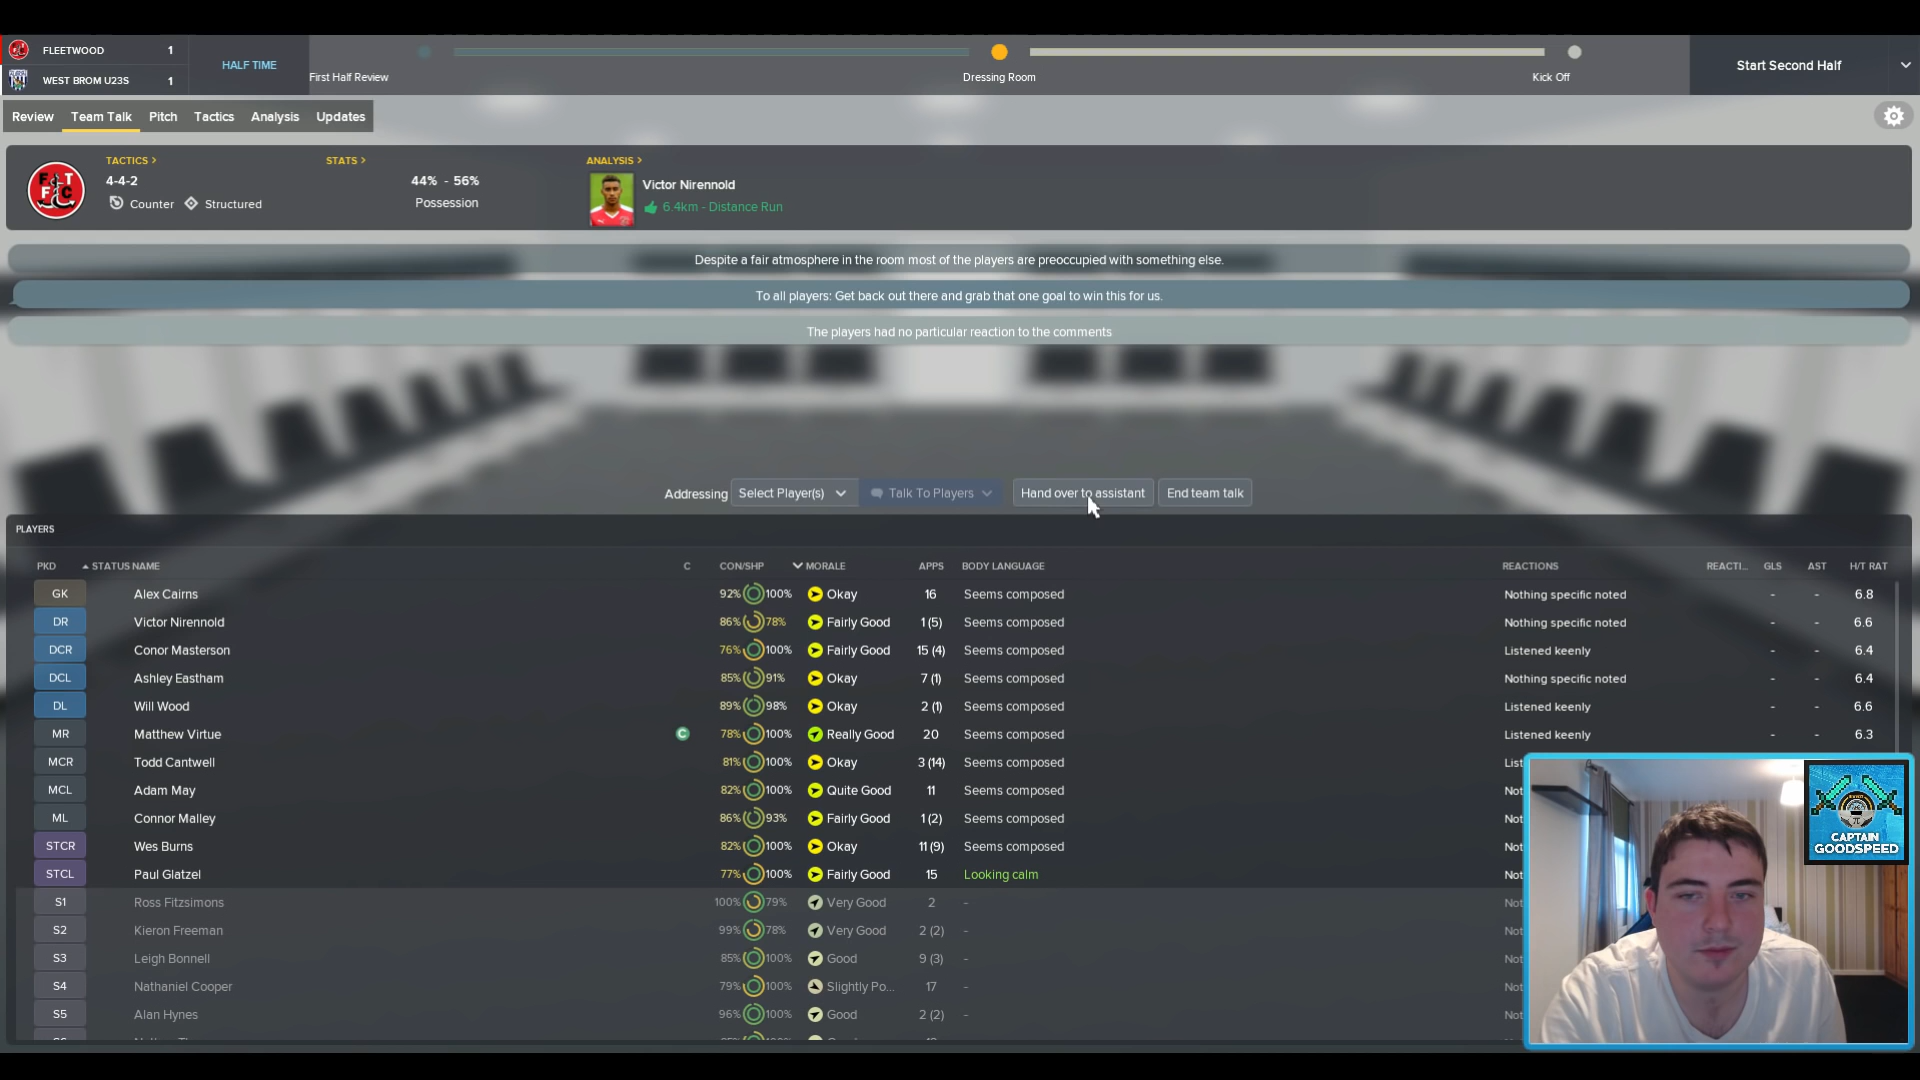 FLEETWOOD 1
WEST BROM U23S 1
HALF TIME
First Half Review
Dressing Room
Kick Off
Start Second Half
Review Team Talk Pitch Tactics Analysis Updates
TACTICS > STATS > ANALYSIS >
4-4-2
Counter Structured
44% - 56%
Possession
Victor Nirennold
6.4km - Distance Run
Despite a fair atmosphere in the room most of the players are preoccupied with something else.
To all players: Get back out there and grab that one goal to win this for us.
The players had no particular reaction to the comments
Addressing Select Player(s) Talk To Players Hand over to assistant End team talk
PLAYERS
PKD STATUS NAME C CON/SHP MORALE APPS BODY LANGUAGE REACTIONS REACTI... GLS AST H/T RAT
GK Alex Cairns 92% 100% Okay 16 Seems composed Nothing specific noted - - 6.8
DR Victor Nirennold 86% 78% Fairly Good 1 (5) Seems composed Nothing specific noted - - 6.6
DCR Conor Masterson 76% 100% Fairly Good 15 (4) Seems composed Listened keenly - - 6.4
DCL Ashley Eastham 85% 91% Okay 7 (1) Seems composed Nothing specific noted - - 6.4
DL Will Wood 89% 98% Okay 2 (1) Seems composed Listened keenly - - 6.6
MR Matthew Virtue C 78% 100% Really Good 20 Seems composed Listened keenly - - 6.3
MCR Todd Cantwell 81% 100% Okay 3 (14) Seems composed List
MCL Adam May 82% 100% Quite Good 11 Seems composed Not
ML Connor Malley 86% 93% Fairly Good 1 (2) Seems composed Not
STCR Wes Burns 82% 100% Okay 11 (9) Seems composed Not
STCL Paul Glatzel 77% 100% Fairly Good 15 Looking calm Not
S1 Ross Fitzsimons 100% 79% Very Good 2 - Not
S2 Kieron Freeman 99% 78% Very Good 2 (2) - Not
S3 Leigh Bonnell 85% 100% Good 9 (3) - Not
S4 Nathaniel Cooper 79% 100% Slightly Po... 17 - Not
S5 Alan Hynes 96% 100% Good 2 (2) - Not
CAPTAIN
GOODSPEED